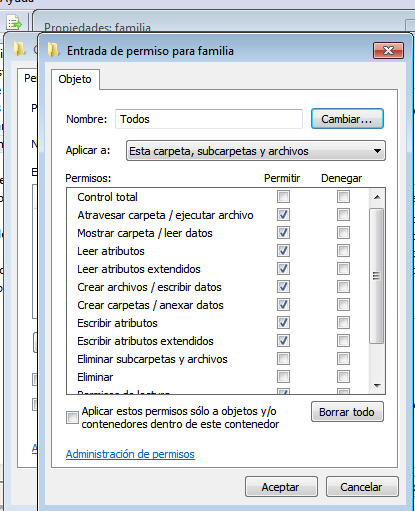 Ayuda
Propiedades: familia
Entrada de permiso para familia
Objeto
Nombre: Todos Cambiar...
Aplicar a: Esta carpeta, subcarpetas y archivos
Permisos: Permitir Denegar
Control total
Atravesar carpeta / ejecutar archivo
Mostrar carpeta / leer datos
Leer atributos
Leer atributos extendidos
Crear archivos / escribir datos
Crear carpetas / anexar datos
Escribir atributos
Escribir atributos extendidos
Eliminar subcarpetas y archivos
Eliminar
Permisos de lectura
Aplicar estos permisos sólo a objetos y/o
contenedores dentro de este contenedor
Borrar todo
Administración de permisos
Aceptar Cancelar